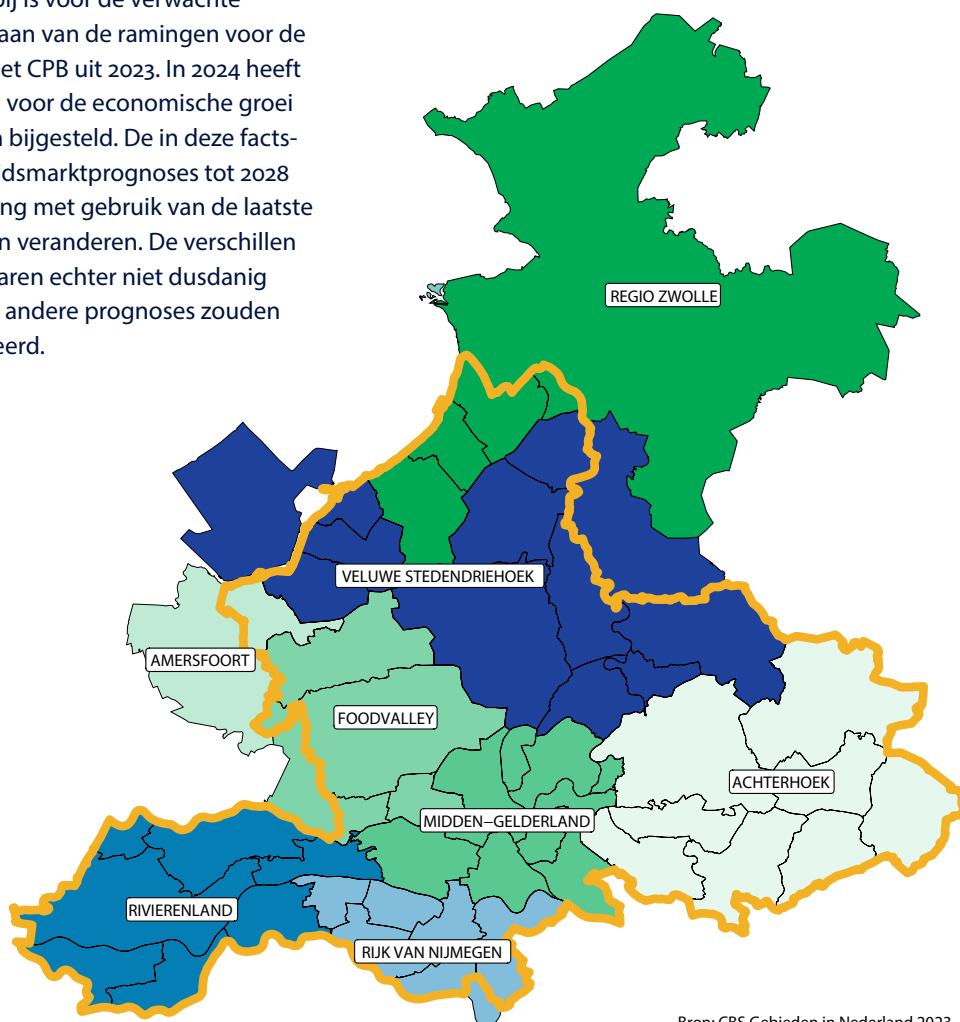 bij is voor de verwachte
aan van de ramingen voor de
et CPB uit 2023. In 2024 heeft
voor de economische groei
bijgesteld. De in deze facts-
idsmarktprognoses tot 2028
ng met gebruik van de laatste
n veranderen. De verschillen
aren echter niet dusdanig
andere prognoses zouden
eerd.
REGIO ZWOLLE
VELUWE STEDENDRIEHOEK
AMERSFOORT
FOODVALLEY
ACHTERHOEK
MIDDEN–GELDERLAND
RIVIERENLAND
RIJK VAN NIJMEGEN
Bron: CBS Gebieden in Nederland 2023